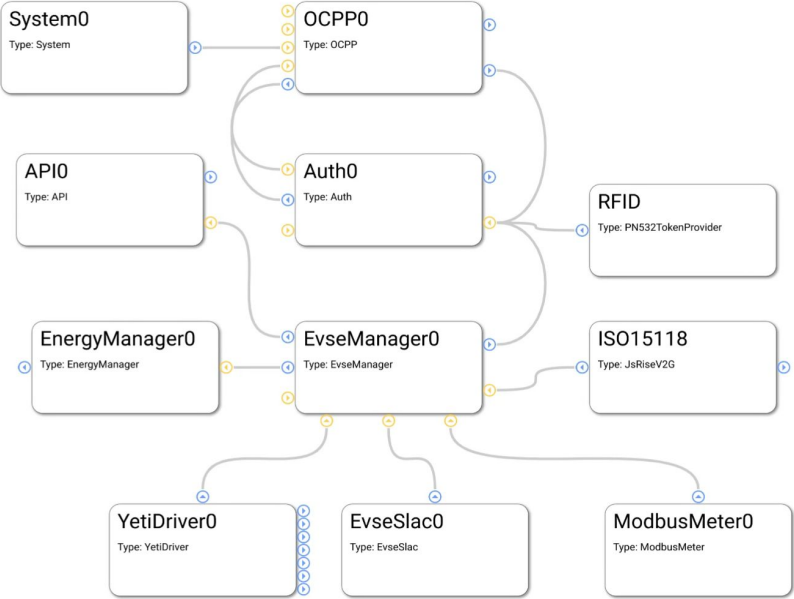 System0
Type: System
OCPP0
Type: OCPP
API0
Type: API
Auth0
Type: Auth
RFID
Type: PN532TokenProvider
EnergyManager0
Type: EnergyManager
EvseManager0
Type: EvseManager
ISO15118
Type: JsRiseV2G
YetiDriver0
Type: YetiDriver
EvseSlac0
Type: EvseSlac
ModbusMeter0
Type: ModbusMeter